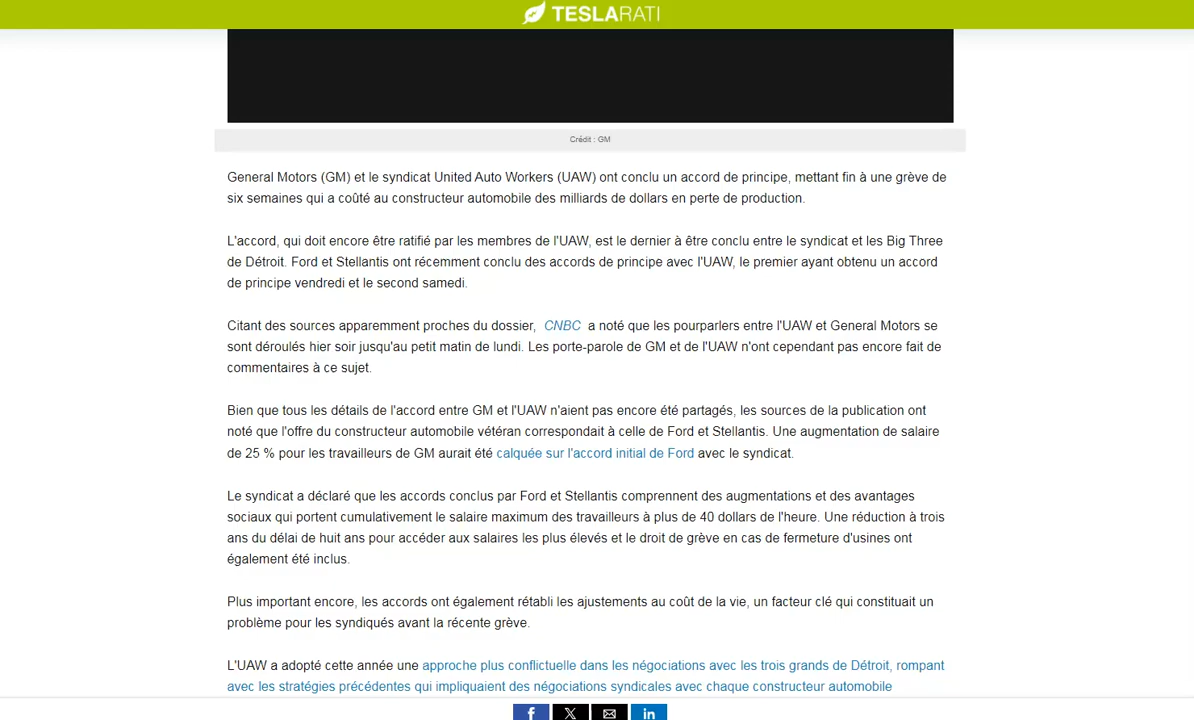 TESLARATI
Crédit : GM
General Motors (GM) et le syndicat United Auto Workers (UAW) ont conclu un accord de principe, mettant fin à une grève de
six semaines qui a coûté au constructeur automobile des milliards de dollars en perte de production.
L'accord, qui doit encore être ratifié par les membres de l'UAW, est le dernier à être conclu entre le syndicat et les Big Three
de Détroit. Ford et Stellantis ont récemment conclu des accords de principe avec l'UAW, le premier ayant obtenu un accord
de principe vendredi et le second samedi.
Citant des sources apparemment proches du dossier, CNBC a noté que les pourparlers entre l'UAW et General Motors se
sont déroulés hier soir jusqu'au petit matin de lundi. Les porte-parole de GM et de l'UAW n'ont cependant pas encore fait de
commentaires à ce sujet.
Bien que tous les détails de l'accord entre GM et l'UAW n'aient pas encore été partagés, les sources de la publication ont
noté que l'offre du constructeur automobile vétéran correspondait à celle de Ford et Stellantis. Une augmentation de salaire
de 25 % pour les travailleurs de GM aurait été calquée sur l'accord initial de Ford avec le syndicat.
Le syndicat a déclaré que les accords conclus par Ford et Stellantis comprennent des augmentations et des avantages
sociaux qui portent cumulativement le salaire maximum des travailleurs à plus de 40 dollars de l'heure. Une réduction à trois
ans du délai de huit ans pour accéder aux salaires les plus élevés et le droit de grève en cas de fermeture d'usines ont
également été inclus.
Plus important encore, les accords ont également rétabli les ajustements au coût de la vie, un facteur clé qui constituait un
problème pour les syndiqués avant la récente grève.
L'UAW a adopté cette année une approche plus conflictuelle dans les négociations avec les trois grands de Détroit, rompant
avec les stratégies précédentes qui impliquaient des négociations syndicales avec chaque constructeur automobile